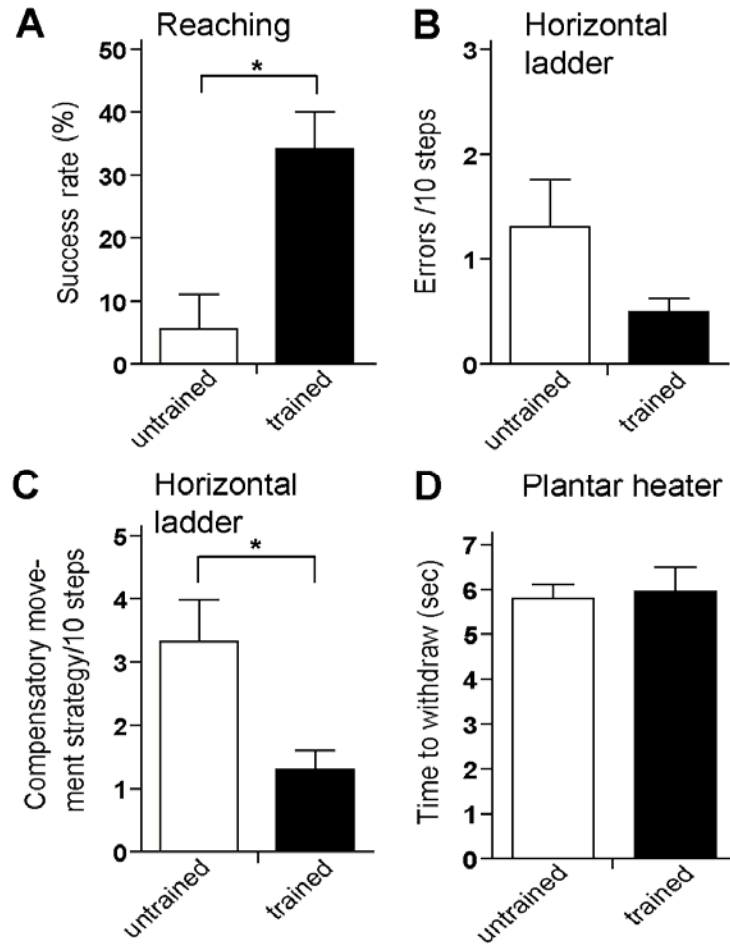 A
Reaching
50
40
30
20
10
0
Success rate (%)
*
untrained
trained
B
Horizontal
ladder
3
2
1
0
Errors /10 steps
untrained
trained
C
Horizontal
ladder
5
4
3
2
1
0
Compensatory move-
ment strategy/10 steps
*
untrained
trained
D
Plantar heater
7
6
5
4
3
2
1
0
Time to withdraw (sec)
untrained
trained